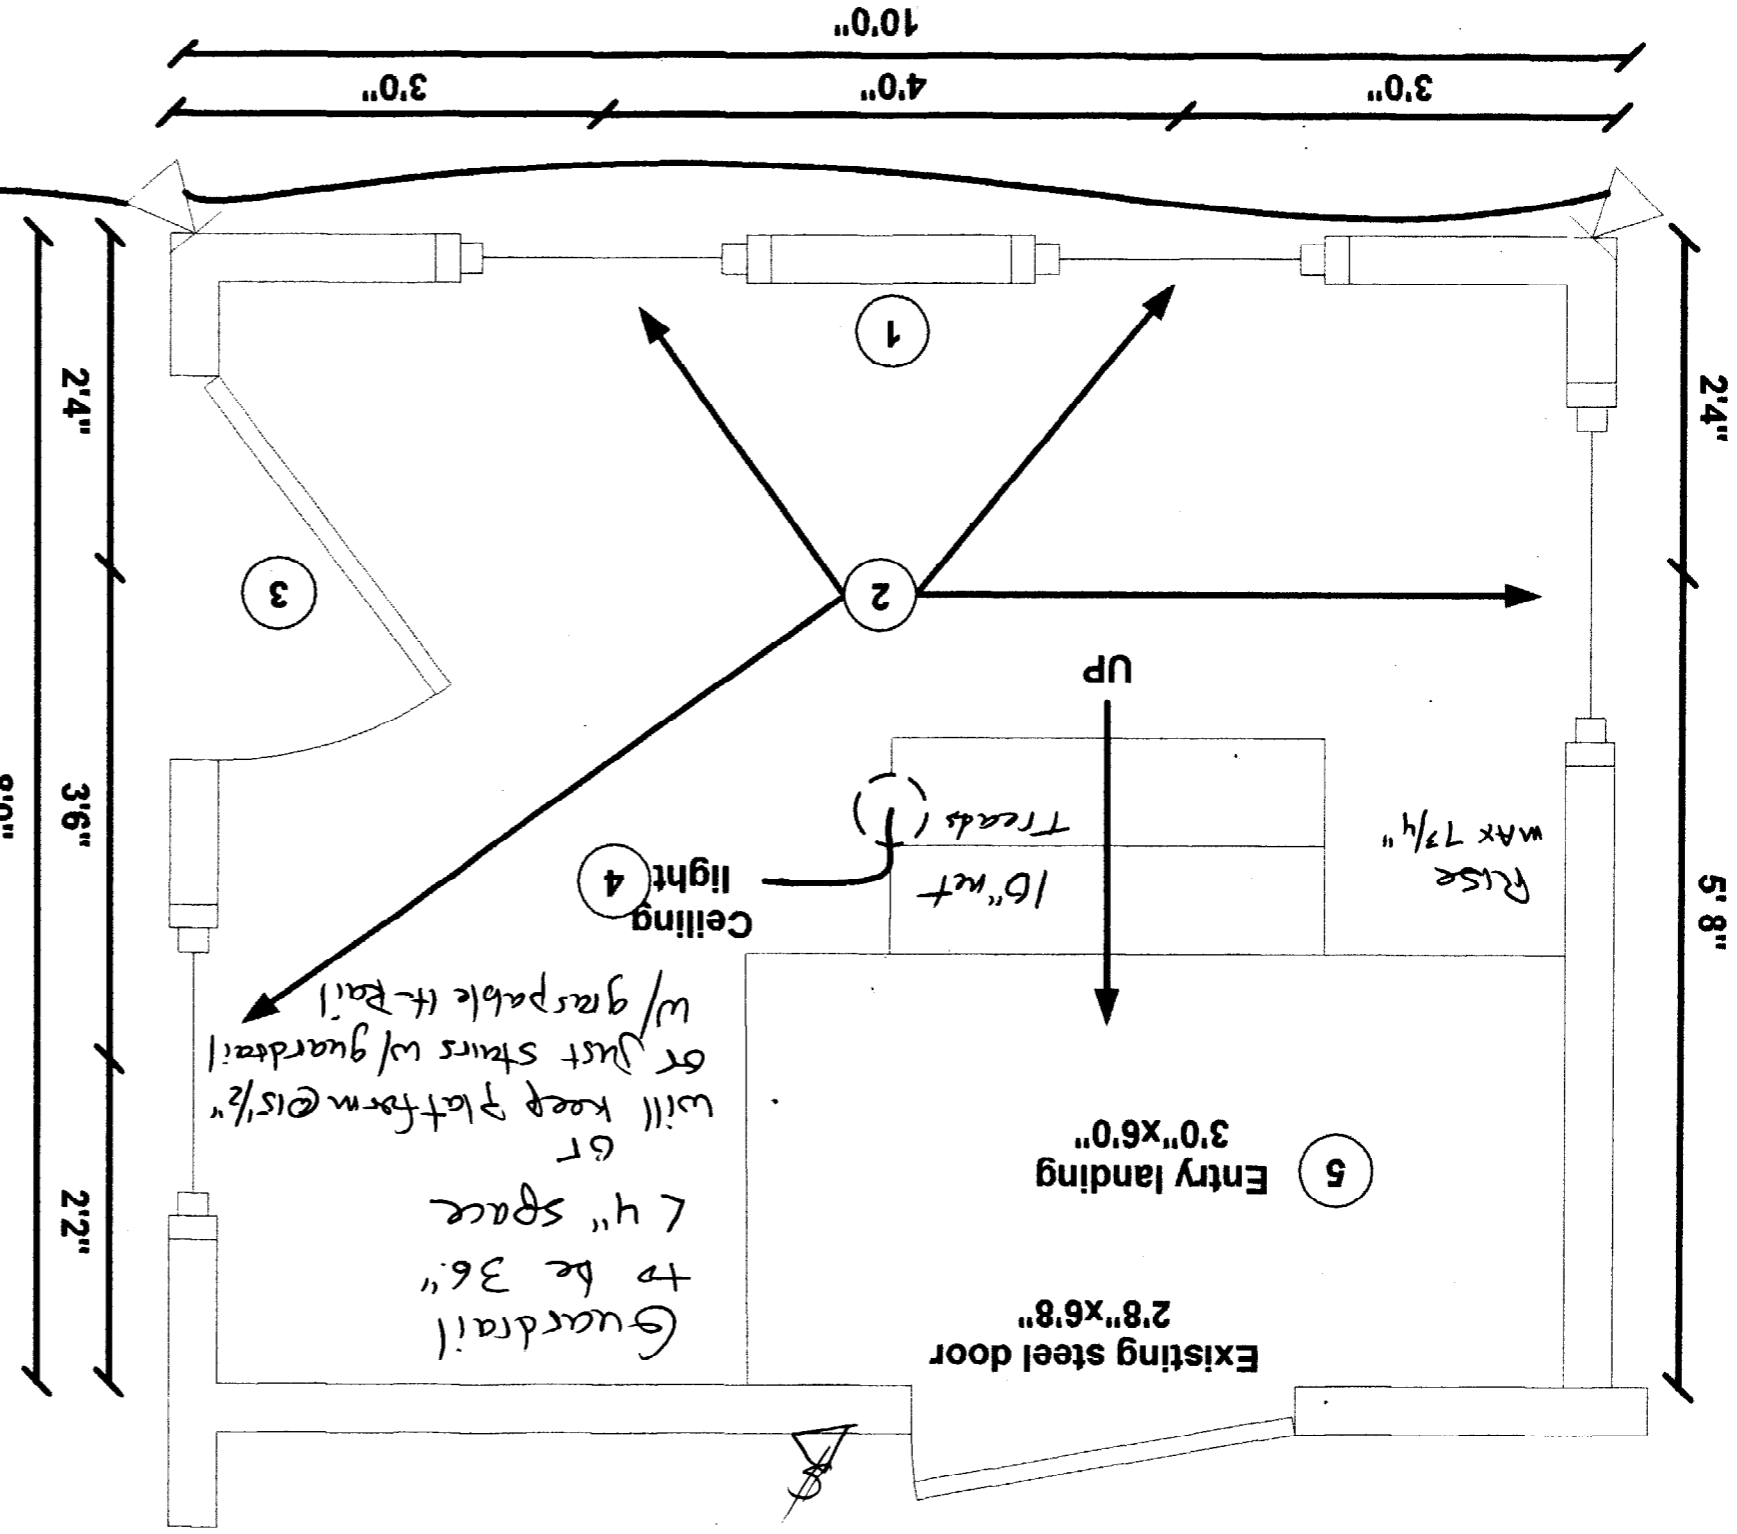 Existing steel door
2'8"x6'8"
Guardrail
to be 36"
< 4" space
or
will keep platform @15 1/2"
or just stairs w/ guardrail
w/ graspable H-Rail
5
Entry landing
3'0"x6'0"
5' 8"
2'4"
Rise
MAX 7 3/4"
10" net
Treads
UP
Ceiling
light
4
2
3
1
2'2"
3'6"
2'4"
3'0"
4'0"
3'0"
10'0"